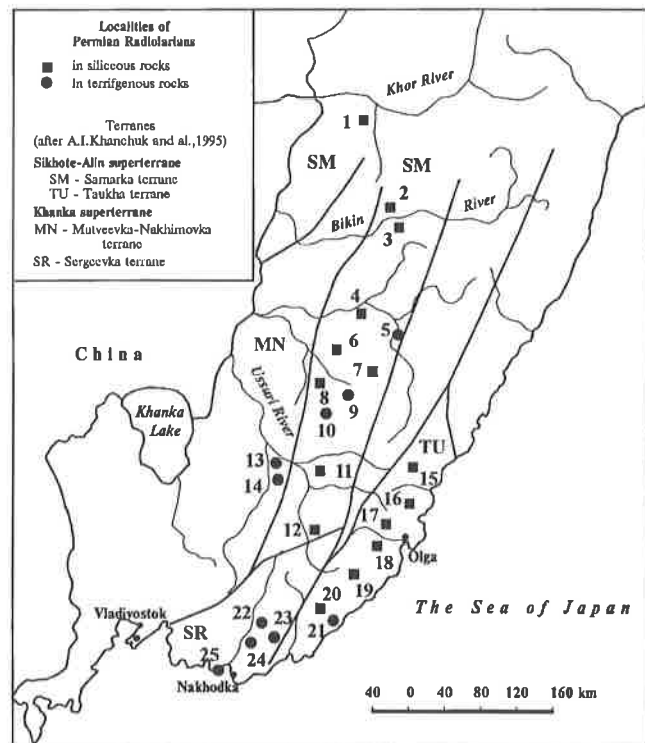 Localities of
Permian Radiolarians
in siliceous rocks
in terrifgenous rocks
Terranes
(after A.I.Khanchuk and al.,1995)
Sikhote-Alin superterrane
SM - Samarka terrane
TU - Taukha terrane
Khanka superterrane
MN - Mutveevka-Nakhimovka
terrane
SR - Sergeevka terrane
Khor River
1
SM
SM
2
Bikin
River
3
4
5
China
MN
6
7
Ussuri River
8
9
Khanka
Lake
10
TU
13
11
15
14
16
17
12
Olga
18
19
The Sea of Japan
20
22
23
21
Vladivostok
SR
24
25
Nakhodka
40 0 40 80 120 160 km